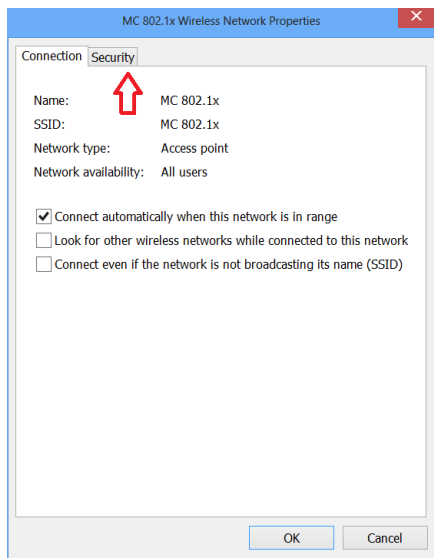 MC 802.1x Wireless Network Properties
Connection Security
Name: MC 802.1x
SSID: MC 802.1x
Network type: Access point
Network availability: All users
Connect automatically when this network is in range
Look for other wireless networks while connected to this network
Connect even if the network is not broadcasting its name (SSID)
OK Cancel